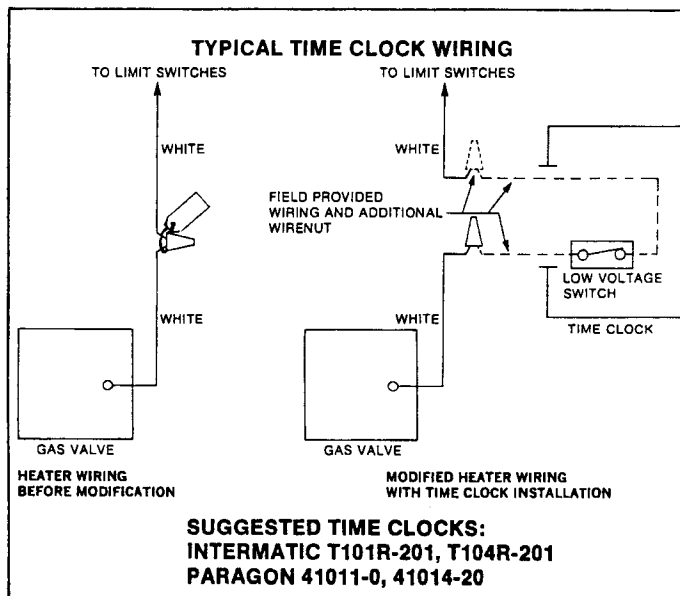 TYPICAL TIME CLOCK WIRING
TO LIMIT SWITCHES
WHITE
WHITE
GAS VALVE
HEATER WIRING
BEFORE MODIFICATION
TO LIMIT SWITCHES
WHITE
FIELD PROVIDED
WIRING AND ADDITIONAL
WIRENUT
LOW VOLTAGE
SWITCH
TIME CLOCK
WHITE
GAS VALVE
MODIFIED HEATER WIRING
WITH TIME CLOCK INSTALLATION
SUGGESTED TIME CLOCKS:
INTERMATIC T101R-201, T104R-201
PARAGON 41011-0, 41014-20